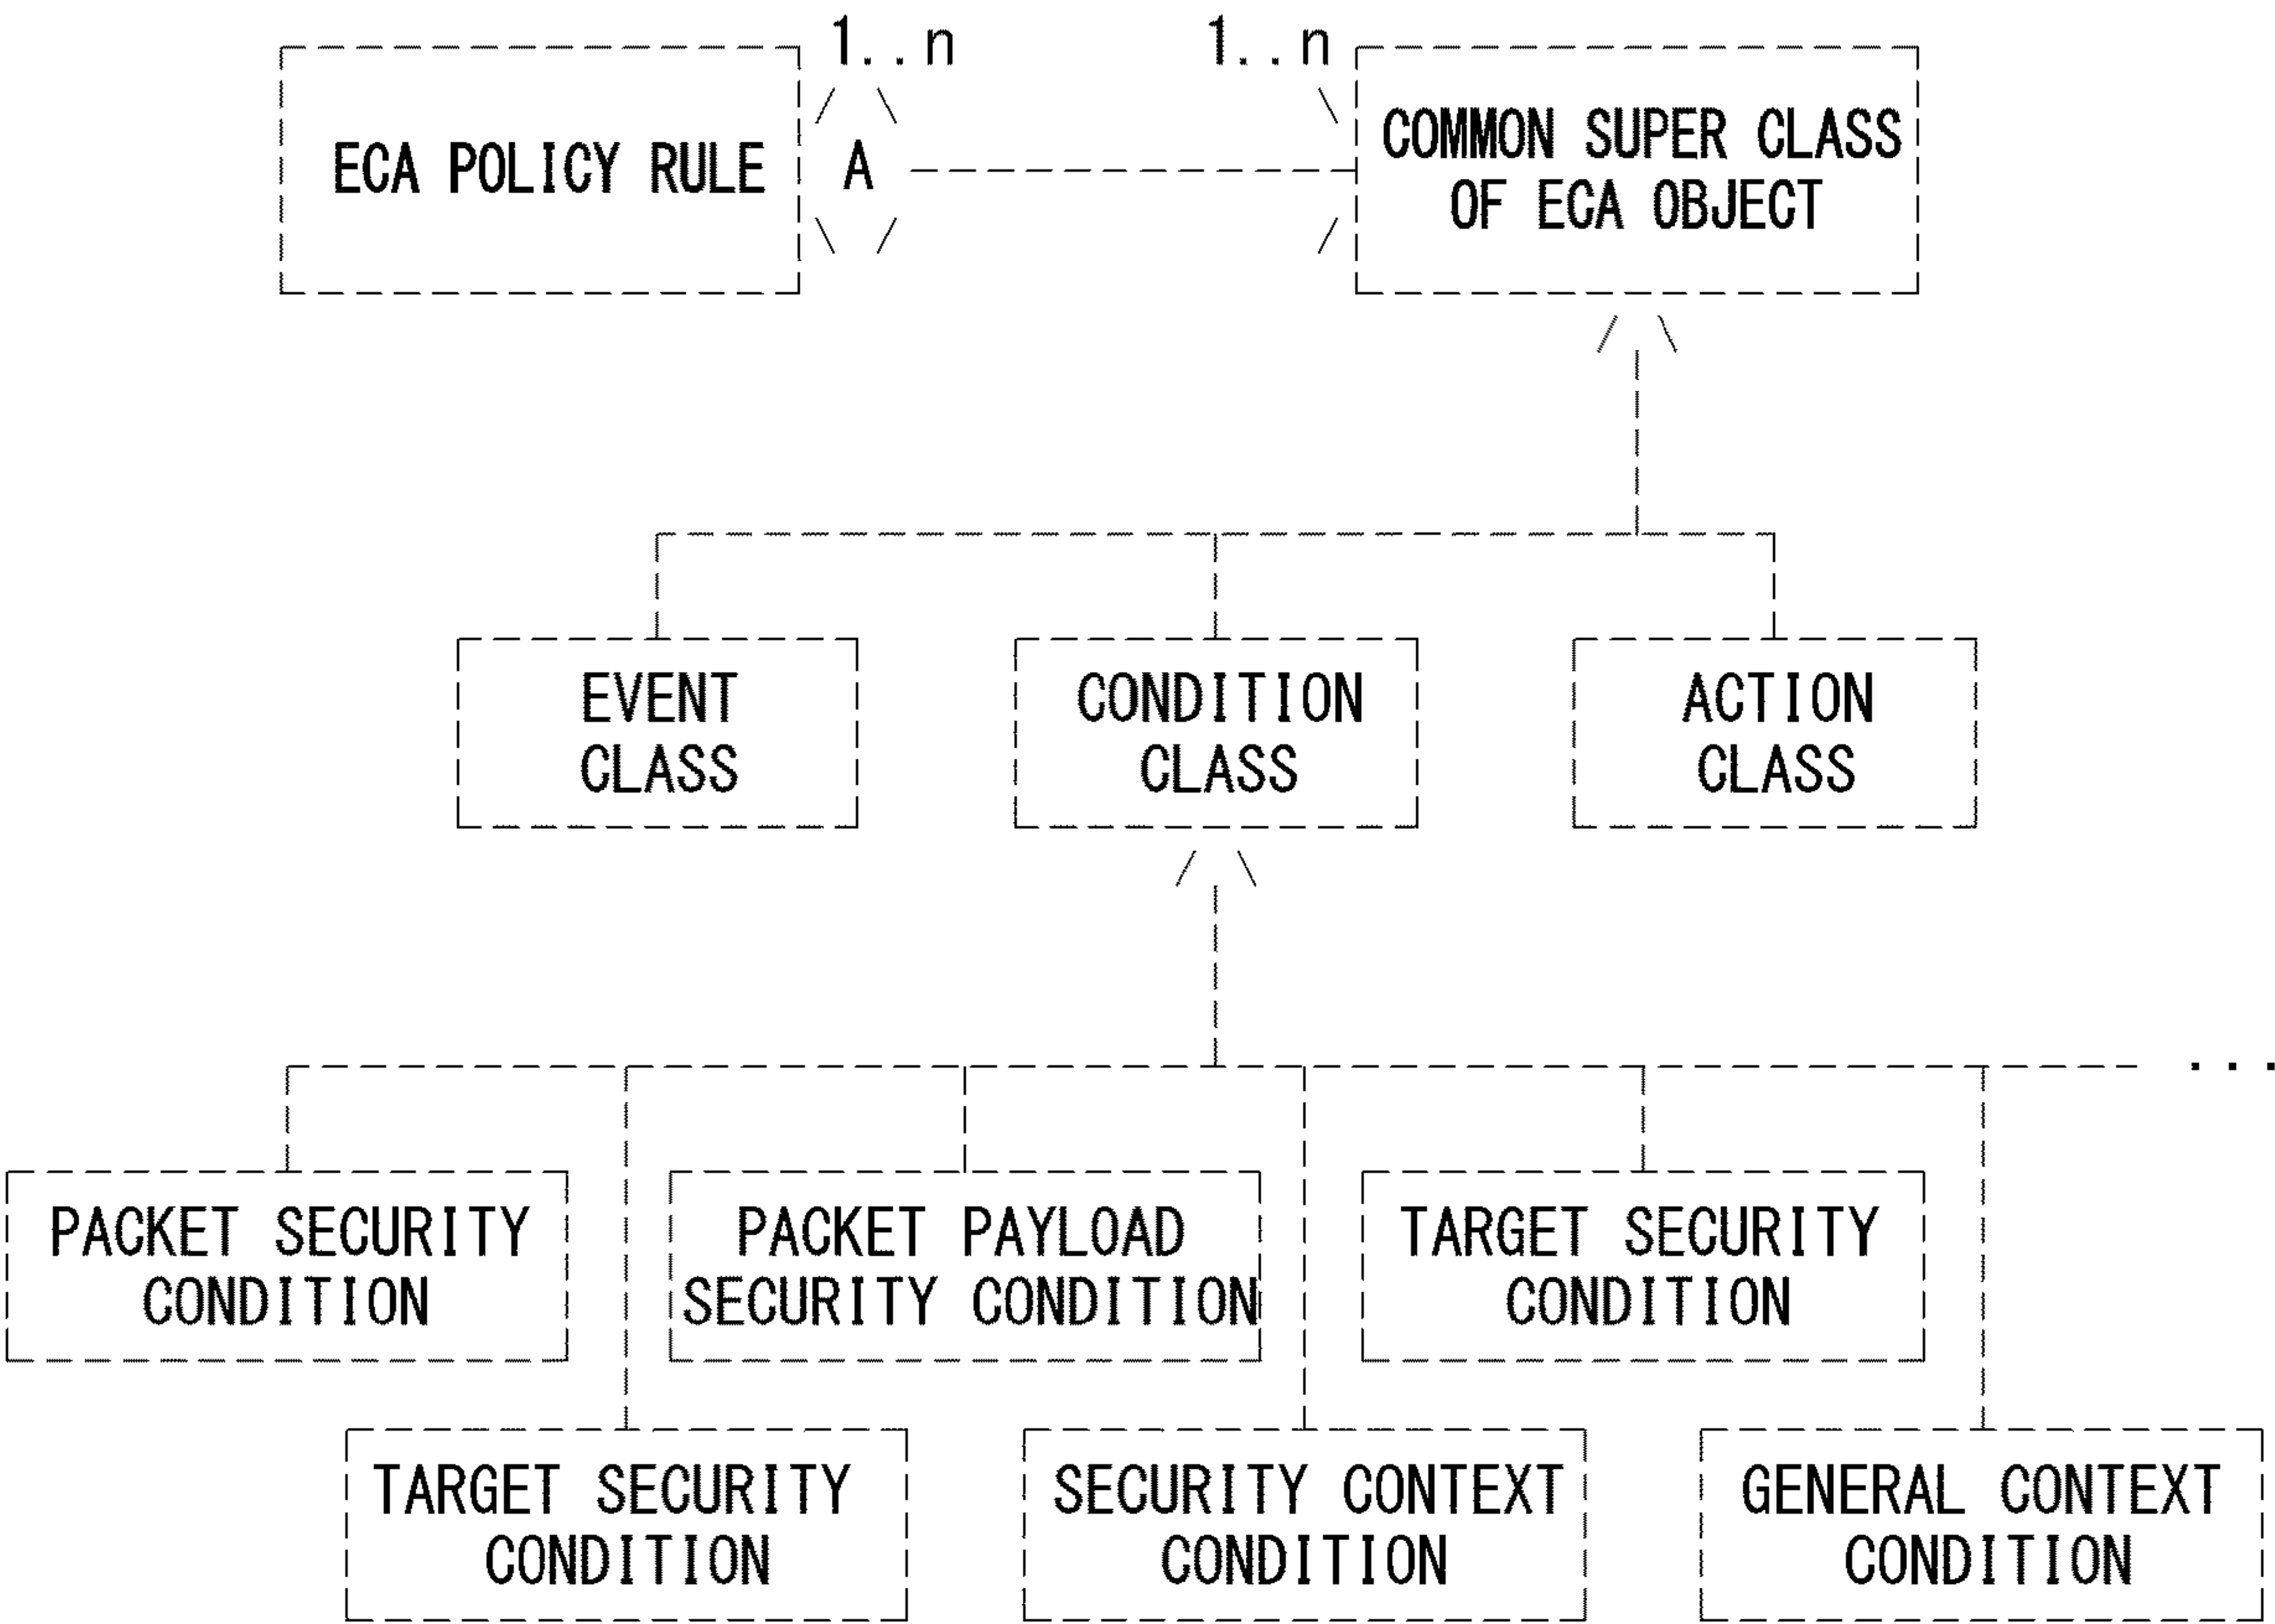 1..n 1..n
ECA POLICY RULE
A
COMMON SUPER CLASS
OF ECA OBJECT
EVENT
CLASS
CONDITION
CLASS
ACTION
CLASS
...
PACKET SECURITY
CONDITION
PACKET PAYLOAD
SECURITY CONDITION
TARGET SECURITY
CONDITION
TARGET SECURITY
CONDITION
SECURITY CONTEXT
CONDITION
GENERAL CONTEXT
CONDITION